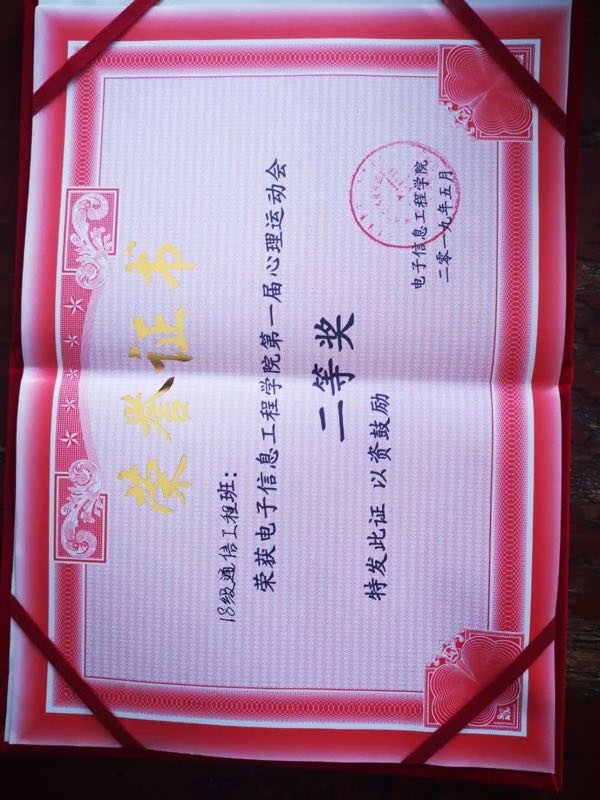 荣誉证书
18级通信工程班：
荣获电子信息工程学院第一届心理运动会
二等奖
特发此证 以资鼓励
电子信息工程学院
二零一九年五月